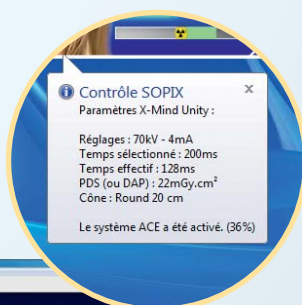 Contrôle SOPIX
Paramètres X-Mind Unity :
Réglages : 70kV - 4mA
Temps sélectionné : 200ms
Temps effectif : 128ms
PDS (ou DAP) : 22mGy.cm²
Cône : Round 20 cm
Le système ACE a été activé. (36%)